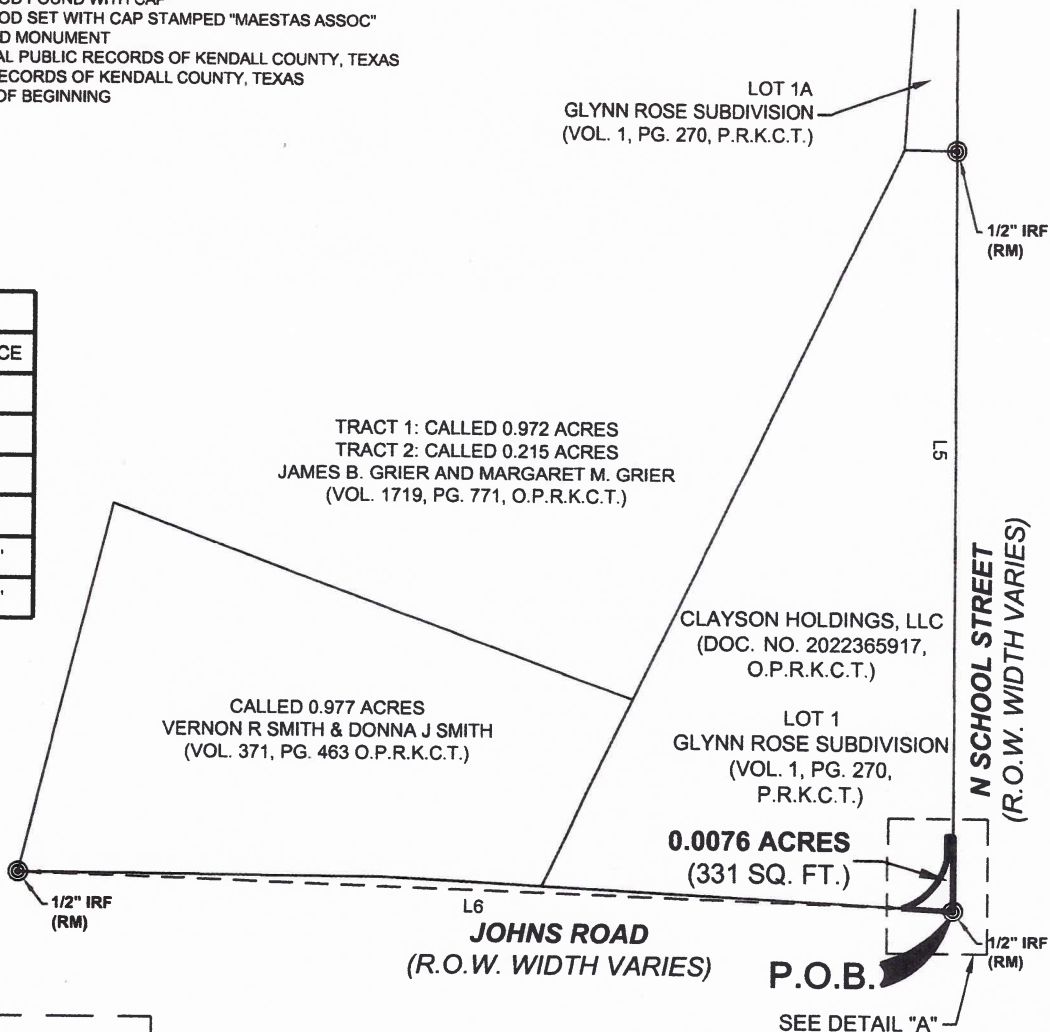 OD FOUND WITH CAP
OD SET WITH CAP STAMPED "MAESTAS ASSOC"
D MONUMENT
AL PUBLIC RECORDS OF KENDALL COUNTY, TEXAS
ECORDS OF KENDALL COUNTY, TEXAS
OF BEGINNING
LOT 1A
GLYNN ROSE SUBDIVISION
(VOL. 1, PG. 270, P.R.K.C.T.)
1/2" IRF
(RM)
CE
TRACT 1: CALLED 0.972 ACRES
TRACT 2: CALLED 0.215 ACRES
JAMES B. GRIER AND MARGARET M. GRIER
(VOL. 1719, PG. 771, O.P.R.K.C.T.)
L5
N SCHOOL STREET
(R.O.W. WIDTH VARIES)
CLAYSON HOLDINGS, LLC
(DOC. NO. 2022365917,
O.P.R.K.C.T.)
CALLED 0.977 ACRES
VERNON R SMITH & DONNA J SMITH
(VOL. 371, PG. 463 O.P.R.K.C.T.)
LOT 1
GLYNN ROSE SUBDIVISION
(VOL. 1, PG. 270,
P.R.K.C.T.)
0.0076 ACRES
(331 SQ. FT.)
1/2" IRF
(RM)
L6
JOHNS ROAD
(R.O.W. WIDTH VARIES)
1/2" IRF
(RM)
P.O.B.
SEE DETAIL "A"